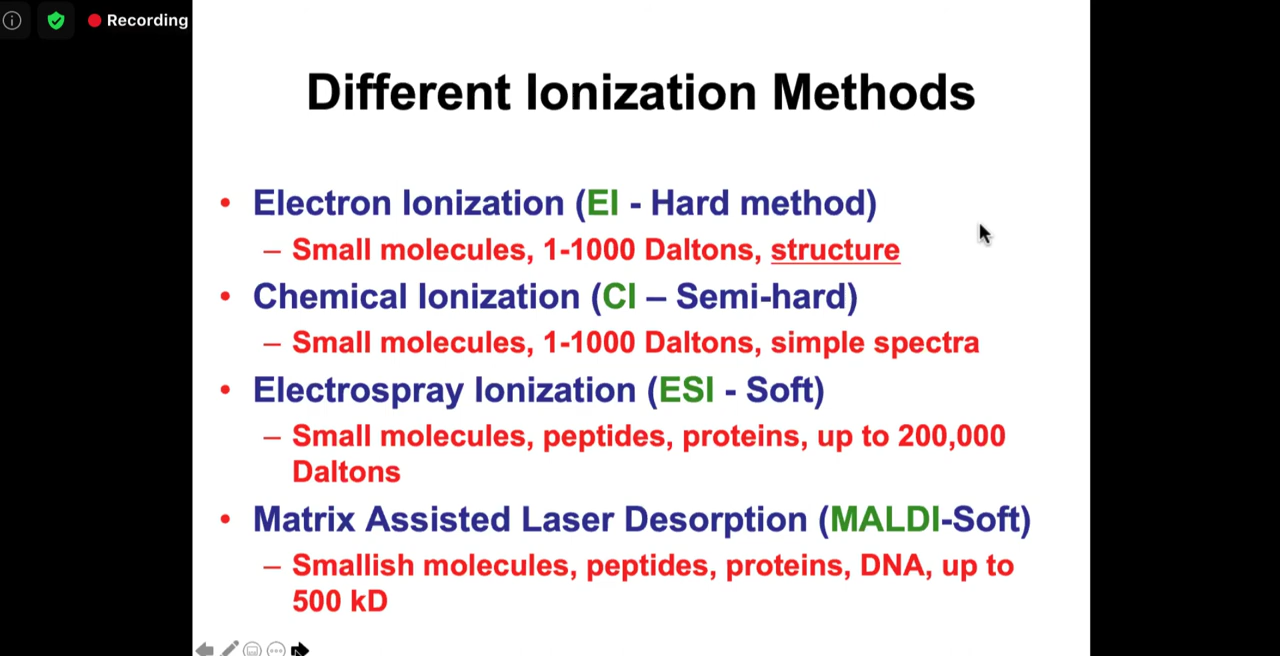 Recording
Different Ionization Methods
• Electron Ionization (EI - Hard method)
– Small molecules, 1-1000 Daltons, structure
• Chemical Ionization (CI – Semi-hard)
– Small molecules, 1-1000 Daltons, simple spectra
• Electrospray Ionization (ESI - Soft)
– Small molecules, peptides, proteins, up to 200,000
Daltons
• Matrix Assisted Laser Desorption (MALDI-Soft)
– Smallish molecules, peptides, proteins, DNA, up to
500 kD